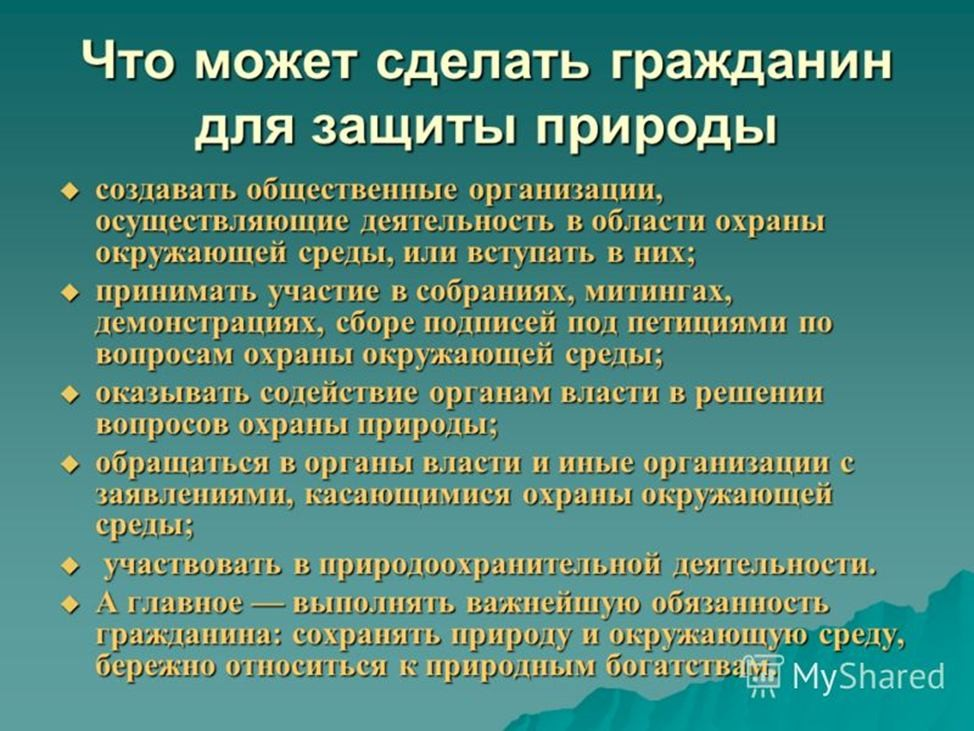 Что может сделать гражданин
для защиты природы
создавать общественные организации,
осуществляющие деятельность в области охраны
окружающей среды, или вступать в них;
принимать участие в собраниях, митингах,
демонстрациях, сборе подписей под петициями по
вопросам охраны окружающей среды;
оказывать содействие органам власти в решении
вопросов охраны природы;
обращаться в органы власти и иные организации с
заявлениями, касающимися охраны окружающей
среды;
участвовать в природоохранительной деятельности.
А главное — выполнять важнейшую обязанность
гражданина: сохранять природу и окружающую среду,
бережно относиться к природным богатствам.
MyShared